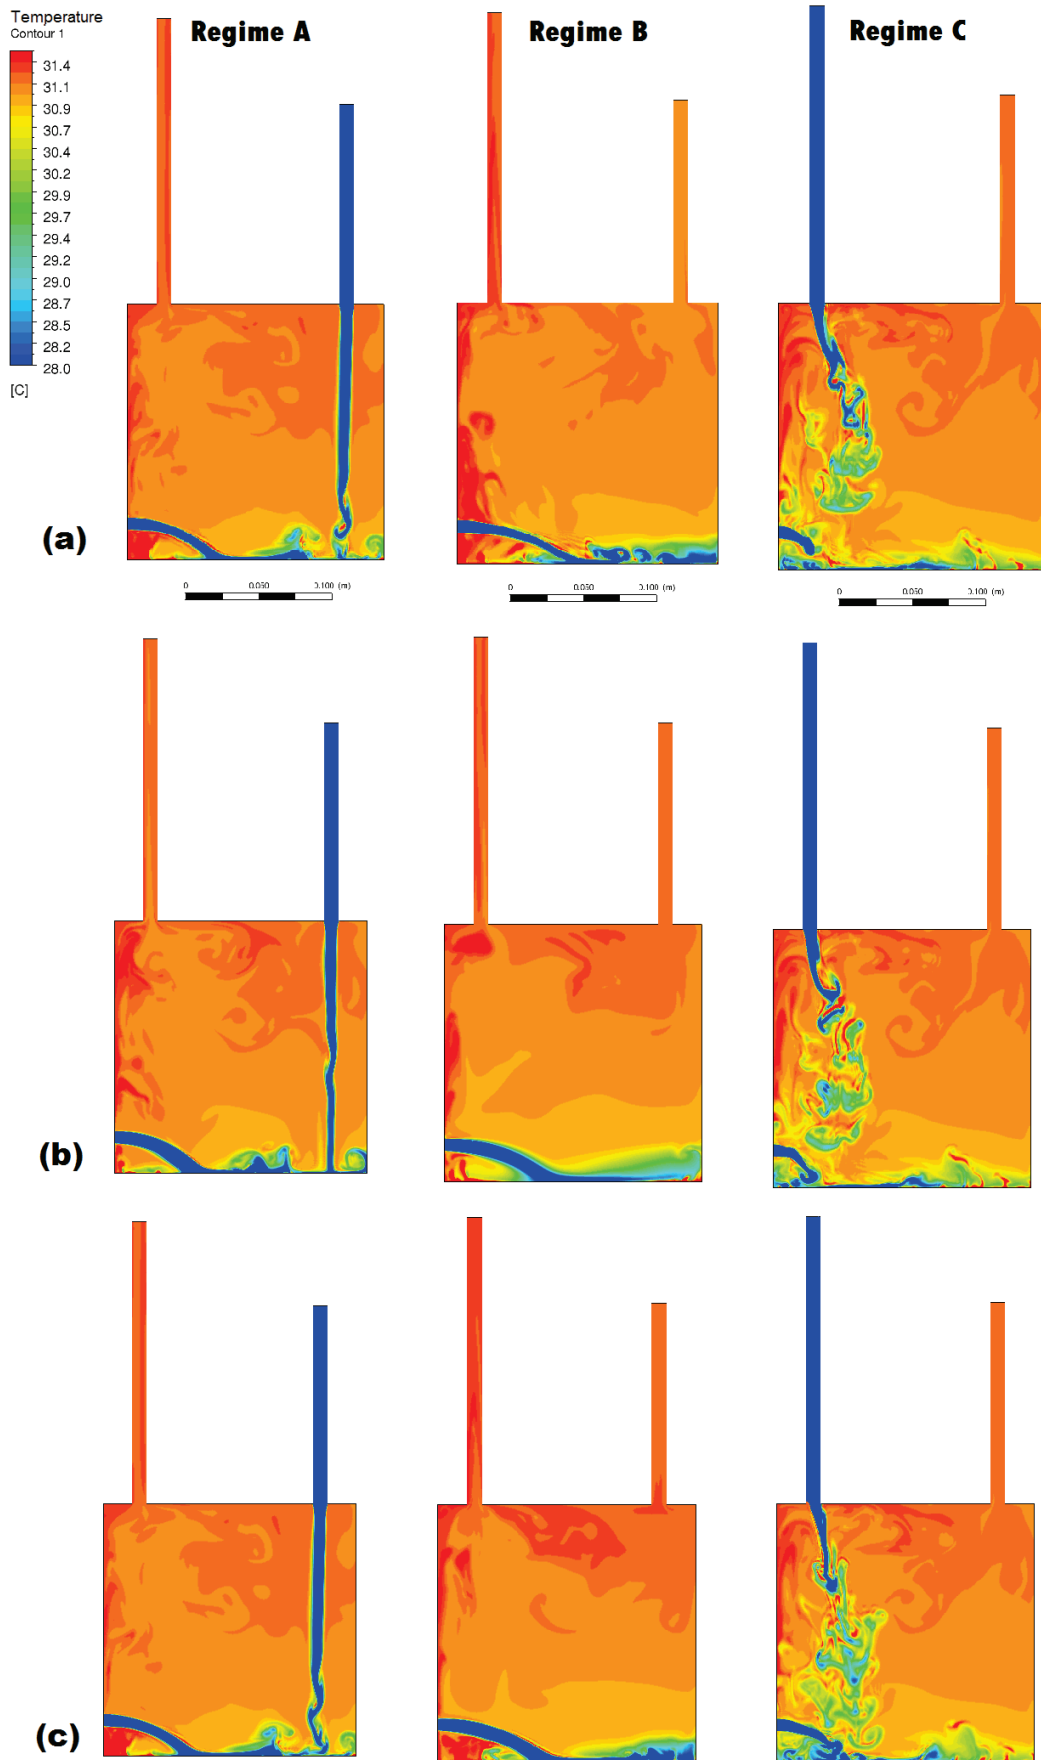 Temperature
Contour 1
Regime A
Regime B
Regime C
31.4
31.1
30.9
30.7
30.4
30.2
29.9
29.7
29.4
29.2
29.0
28.7
28.5
28.2
28.0
[C]
(a)
0 0.050 0.100 (m)
0 0.050 0.100 (m)
0 0.050 0.100 (m)
(b)
(c)